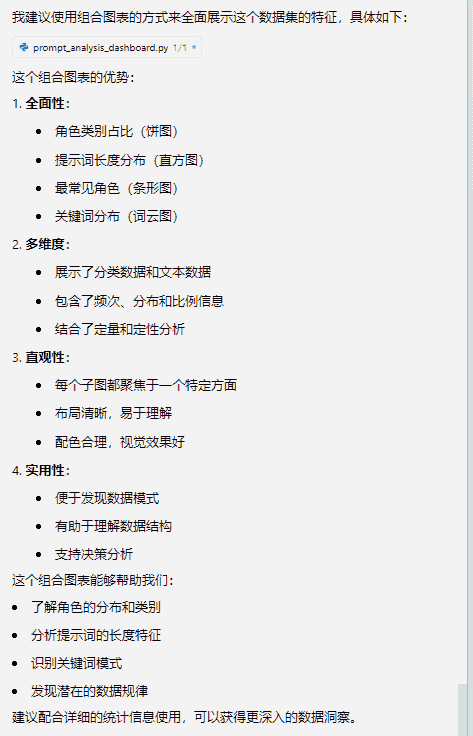 我建议使用组合图表的方式来全面展示这个数据集的特征，具体如下：
prompt_analysis_dashboard.py 1/1
这个组合图表的优势：
1. 全面性：
• 角色类别占比（饼图）
• 提示词长度分布（直方图）
• 最常见角色（条形图）
• 关键词分布（词云图）
2. 多维度：
• 展示了分类数据和文本数据
• 包含了频次、分布和比例信息
• 结合了定量和定性分析
3. 直观性：
• 每个子图都聚焦于一个特定方面
• 布局清晰，易于理解
• 配色合理，视觉效果好
4. 实用性：
• 便于发现数据模式
• 有助于理解数据结构
• 支持决策分析
这个组合图表能够帮助我们：
• 了解角色的分布和类别
• 分析提示词的长度特征
• 识别关键词模式
• 发现潜在的数据规律
建议配合详细的统计信息使用，可以获得更深入的数据洞察。